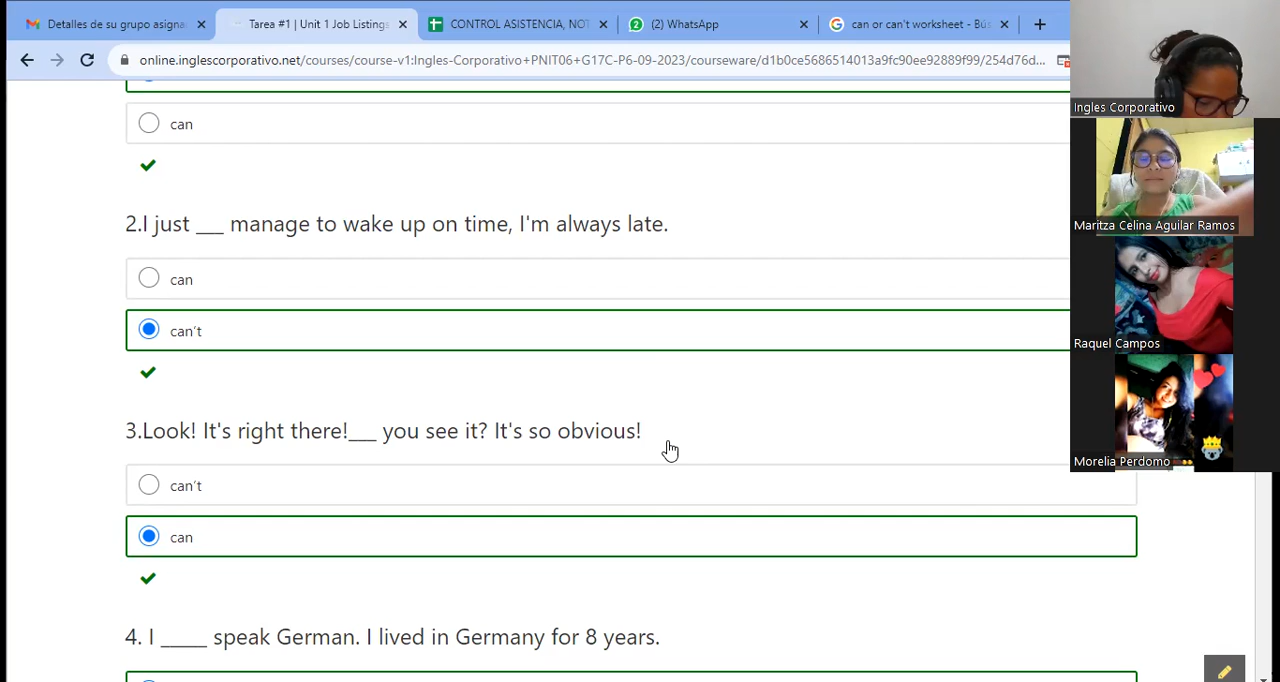 Detalles de su grupo asigna
Tarea #1 | Unit 1 Job Listings
CONTROL ASISTENCIA, NOT
(2) WhatsApp
can or can't worksheet - Bús
online.inglescorporativo.net/courses/course-v1:Ingles-Corporativo+PNIT06+G17C-P6-09-2023/courseware/d1b0ce5686514013a9fc90ee92889f99/254d76d...
Ingles Corporativo
can
Maritza Celina Aguilar Ramos
2.I just ___ manage to wake up on time, I'm always late.
can
can't
Raquel Campos
3.Look! It's right there!___ you see it? It's so obvious!
Morelia Perdomo
can't
can
4. I _____ speak German. I lived in Germany for 8 years.